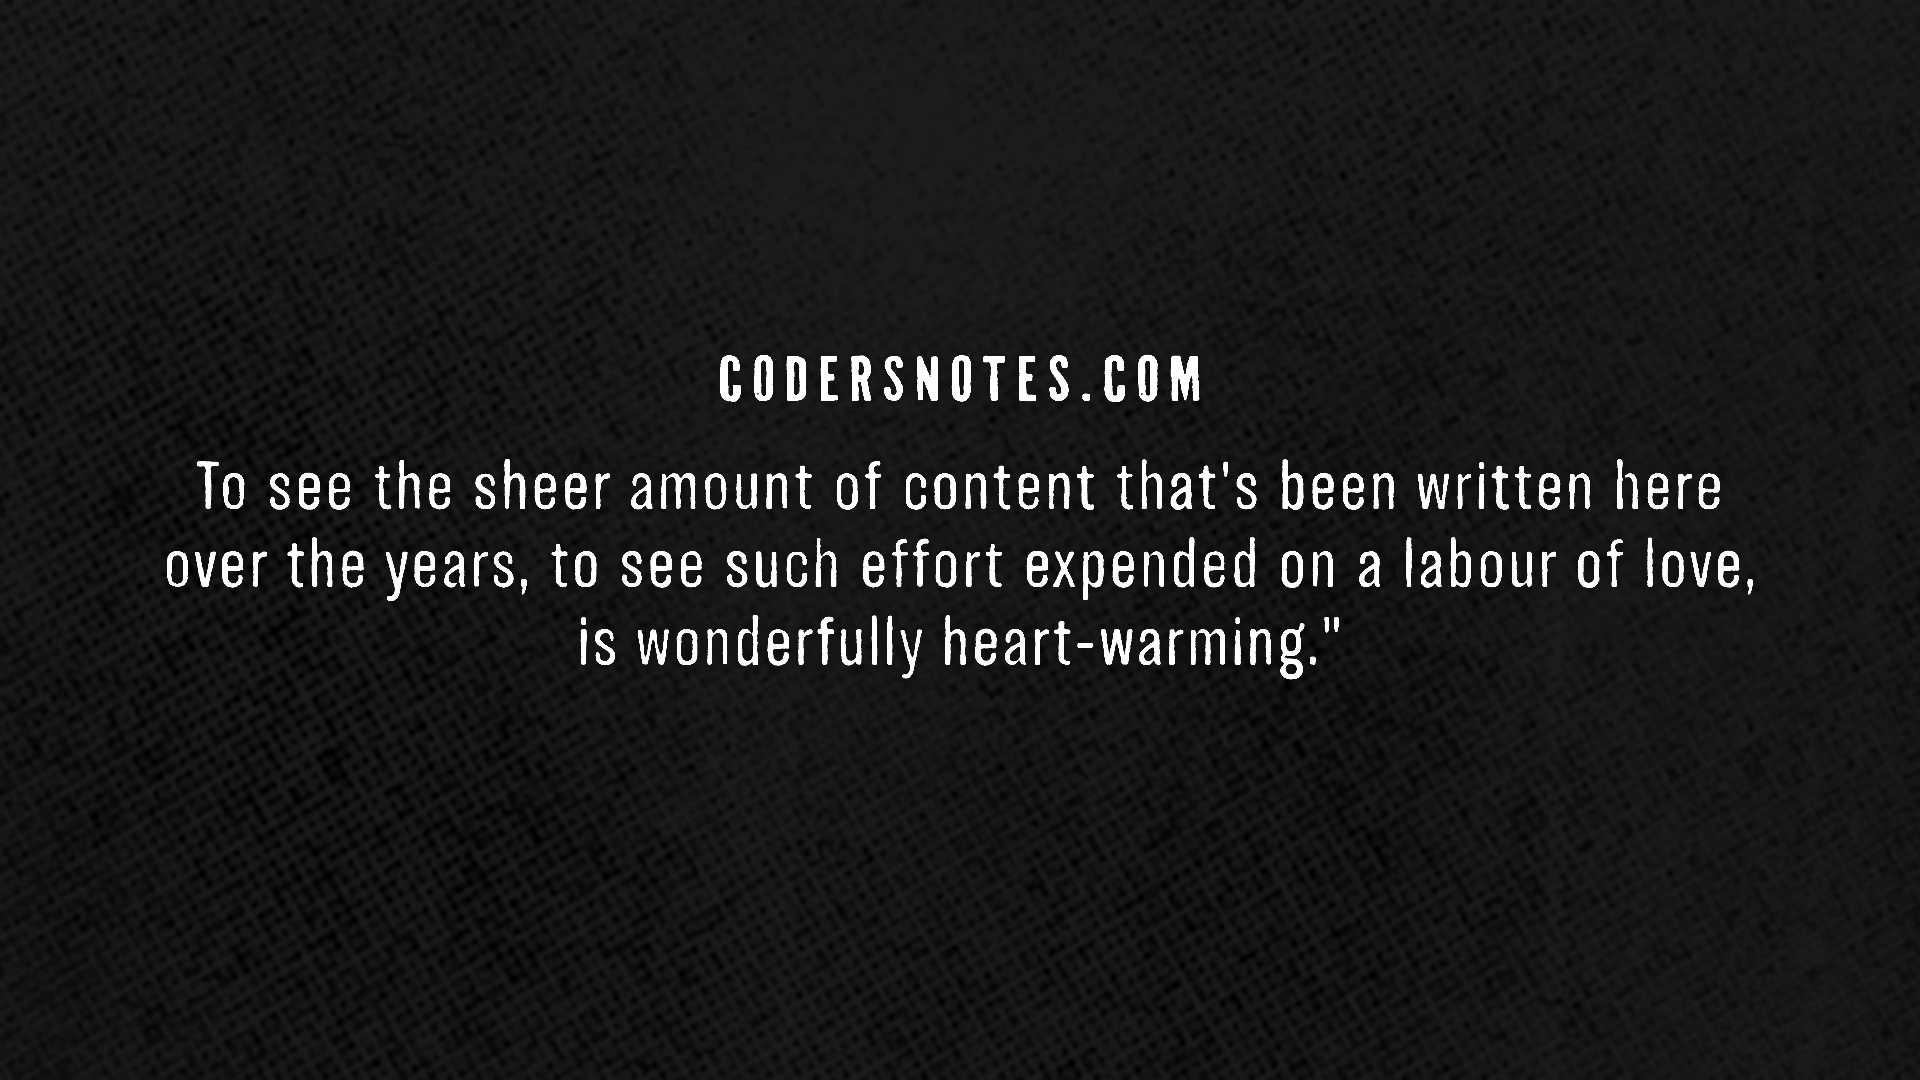 CODERSNOTES.COM
To see the sheer amount of content that's been written here
over the years, to see such effort expended on a labour of love,
is wonderfully heart-warming."